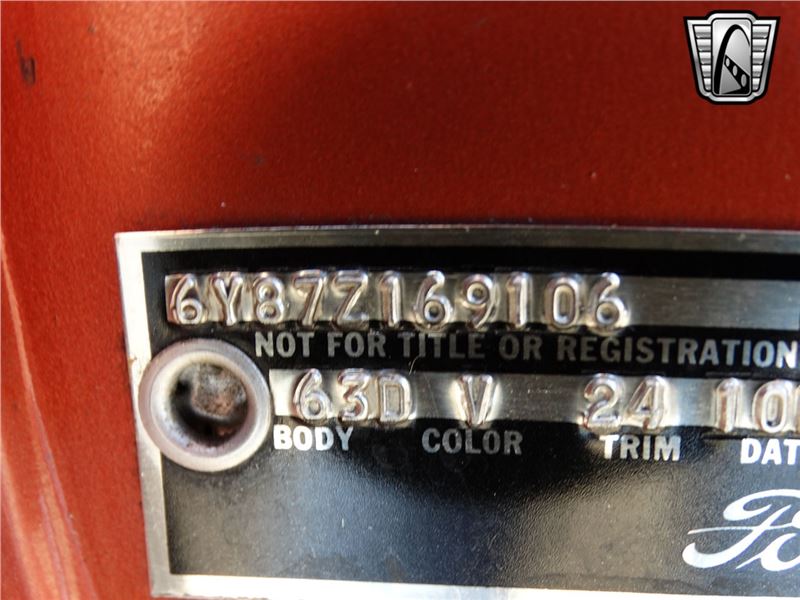 6Y87Z169106
NOT FOR TITLE OR REGISTRATION
63D V 24
BODY COLOR TRIM